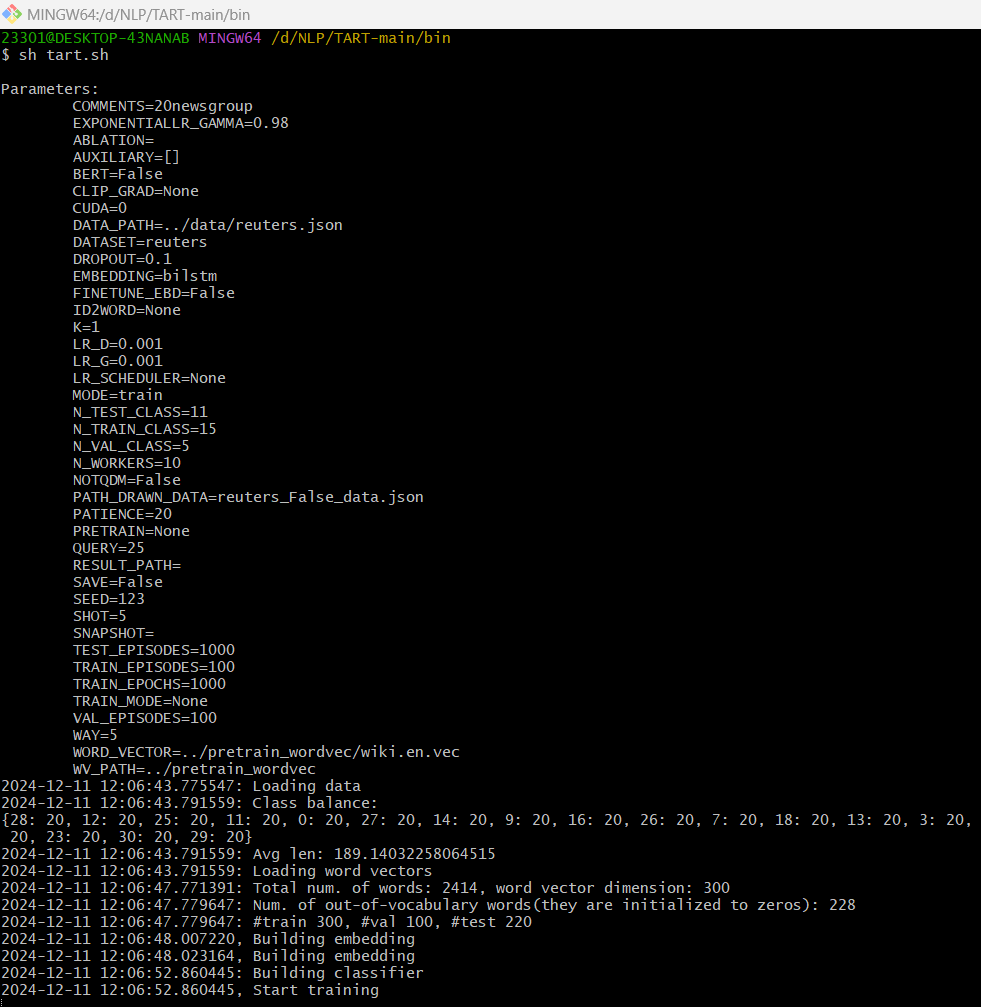 MINGW64:/d/NLP/TART-main/bin
23301@DESKTOP-43NANAB MINGW64 /d/NLP/TART-main/bin
$ sh tart.sh
Parameters:
COMMENTS=20newsgroup
EXPONENTIALLR_GAMMA=0.98
ABLATION=
AUXILIARY=[]
BERT=False
CLIP_GRAD=None
CUDA=0
DATA_PATH=../data/reuters.json
DATASET=reuters
DROPOUT=0.1
EMBEDDING=bilstm
FINETUNE_EBD=False
ID2WORD=None
K=1
LR_D=0.001
LR_G=0.001
LR_SCHEDULER=None
MODE=train
N_TEST_CLASS=11
N_TRAIN_CLASS=15
N_VAL_CLASS=5
N_WORKERS=10
NOTQDM=False
PATH_DRAWN_DATA=reuters_False_data.json
PATIENCE=20
PRETRAIN=None
QUERY=25
RESULT_PATH=
SAVE=False
SEED=123
SHOT=5
SNAPSHOT=
TEST_EPISODES=1000
TRAIN_EPISODES=100
TRAIN_EPOCHS=1000
TRAIN_MODE=None
VAL_EPISODES=100
WAY=5
WORD_VECTOR=../pretrain_wordvec/wiki.en.vec
WV_PATH=../pretrain_wordvec
2024-12-11 12:06:43.775547: Loading data
2024-12-11 12:06:43.791559: Class balance:
{28: 20, 12: 20, 25: 20, 11: 20, 0: 20, 27: 20, 14: 20, 9: 20, 16: 20, 26: 20, 7: 20, 18: 20, 13: 20, 3: 20,
20, 23: 20, 30: 20, 29: 20}
2024-12-11 12:06:43.791559: Avg len: 189.14032258064515
2024-12-11 12:06:43.791559: Loading word vectors
2024-12-11 12:06:47.771391: Total num. of words: 2414, word vector dimension: 300
2024-12-11 12:06:47.779647: Num. of out-of-vocabulary words(they are initialized to zeros): 228
2024-12-11 12:06:47.779647: #train 300, #val 100, #test 220
2024-12-11 12:06:48.007220, Building embedding
2024-12-11 12:06:48.023164, Building embedding
2024-12-11 12:06:52.860445: Building classifier
2024-12-11 12:06:52.860445, Start training